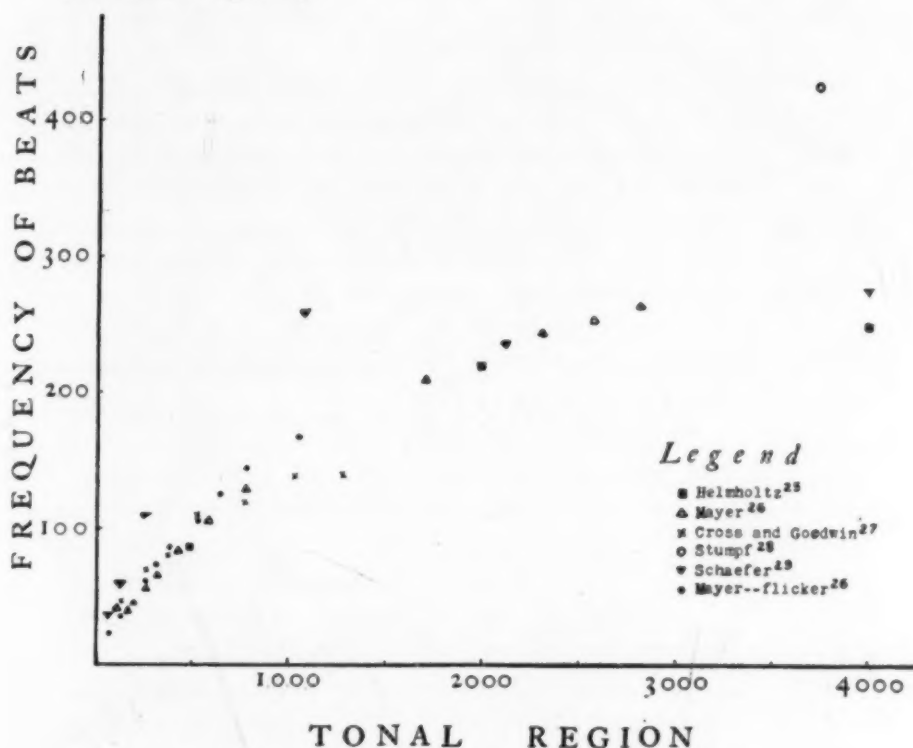 FREQUENCY OF BEATS
400
300
200
100
Legend
Helmholtz25
Mayer26
Cross and Goodwin27
Stumpf28
Schaefer29
Mayer--flicker26
1000
2000
3000
4000
TONAL REGION